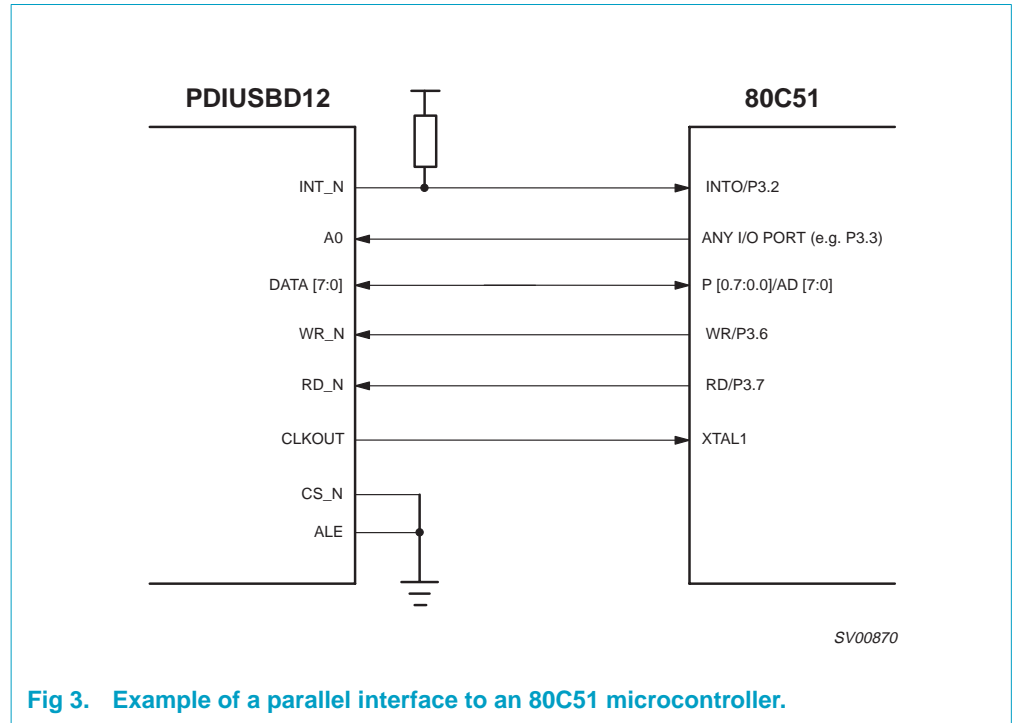 PDIUSBD12
80C51
INT_N
INTO/P3.2
A0
ANY I/O PORT (e.g. P3.3)
DATA [7:0]
P [0.7:0.0]/AD [7:0]
WR_N
WR/P3.6
RD_N
RD/P3.7
CLKOUT
XTAL1
CS_N
ALE
SV00870
Fig 3. Example of a parallel interface to an 80C51 microcontroller.